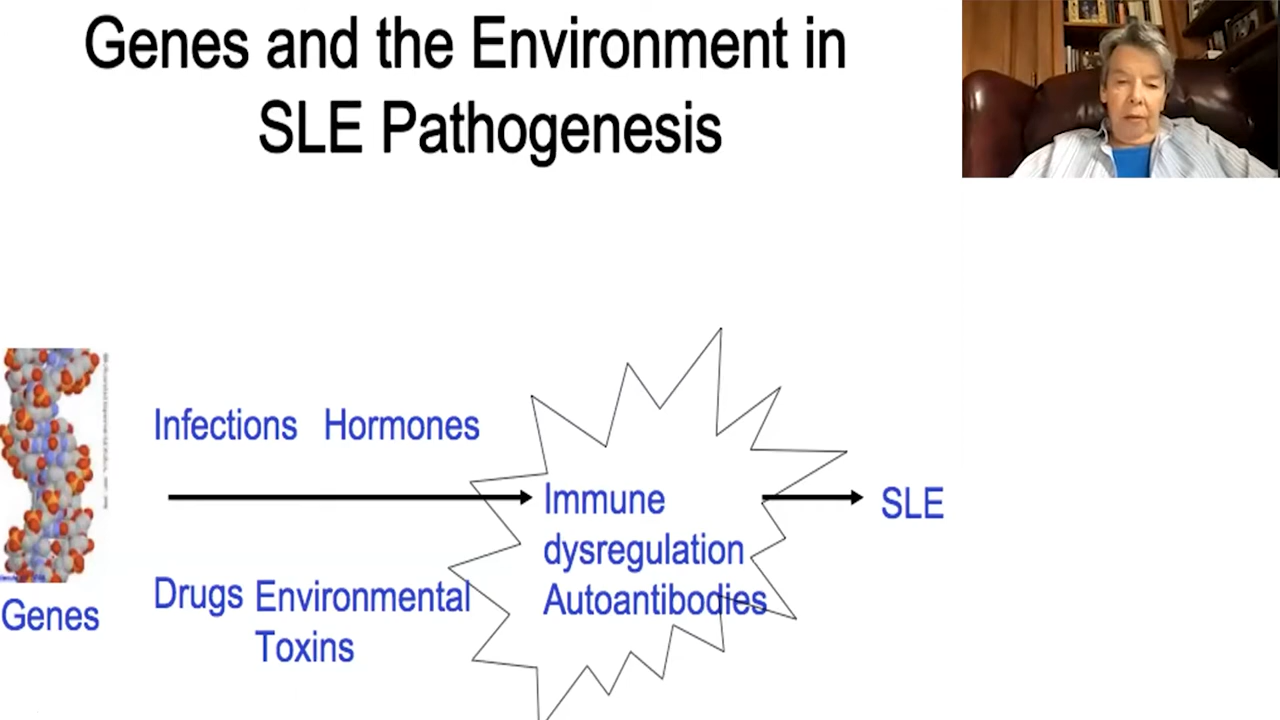 Genes and the Environment in
SLE Pathogenesis
Infections Hormones
Immune
dysregulation
Autoantibodies
SLE
Drugs Environmental
Toxins
Genes